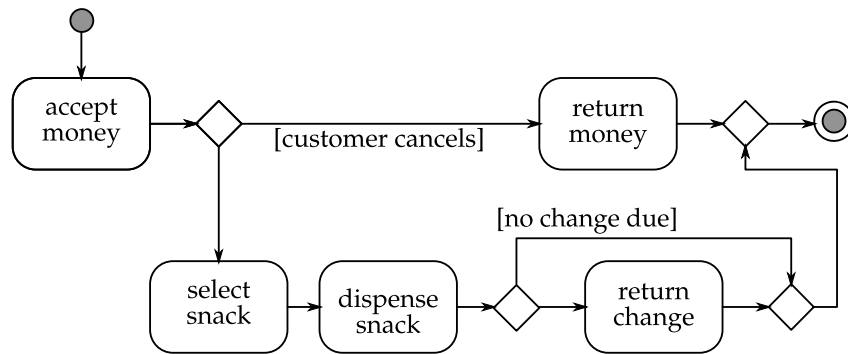 accept
money
[customer cancels]
return
money
[no change due]
select
snack
dispense
snack
return
change